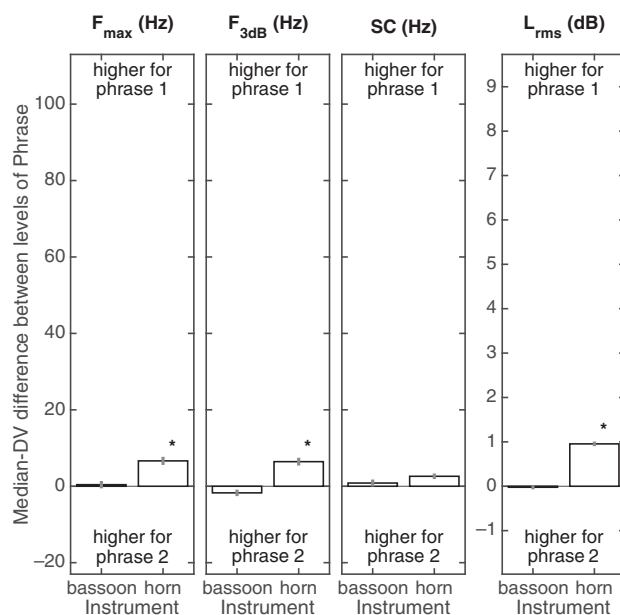 F_max (Hz) F_3dB (Hz) SC (Hz) L_rms (dB)
higher for phrase 1
higher for phrase 1
higher for phrase 1
higher for phrase 1
Median-DV difference between levels of Phrase
100
80
60
40
20
0
−20
9
8
7
6
5
4
3
2
1
0
−1
*
*
*
higher for phrase 2
higher for phrase 2
higher for phrase 2
higher for phrase 2
bassoon horn bassoon horn bassoon horn bassoon horn
Instrument Instrument Instrument Instrument